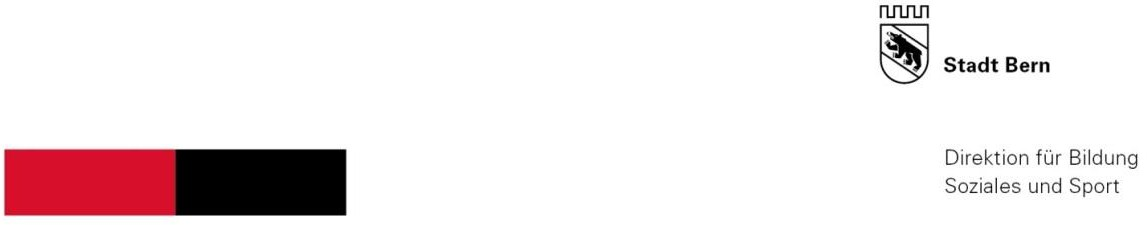 Stadt Bern
Direktion für Bildung
Soziales und Sport